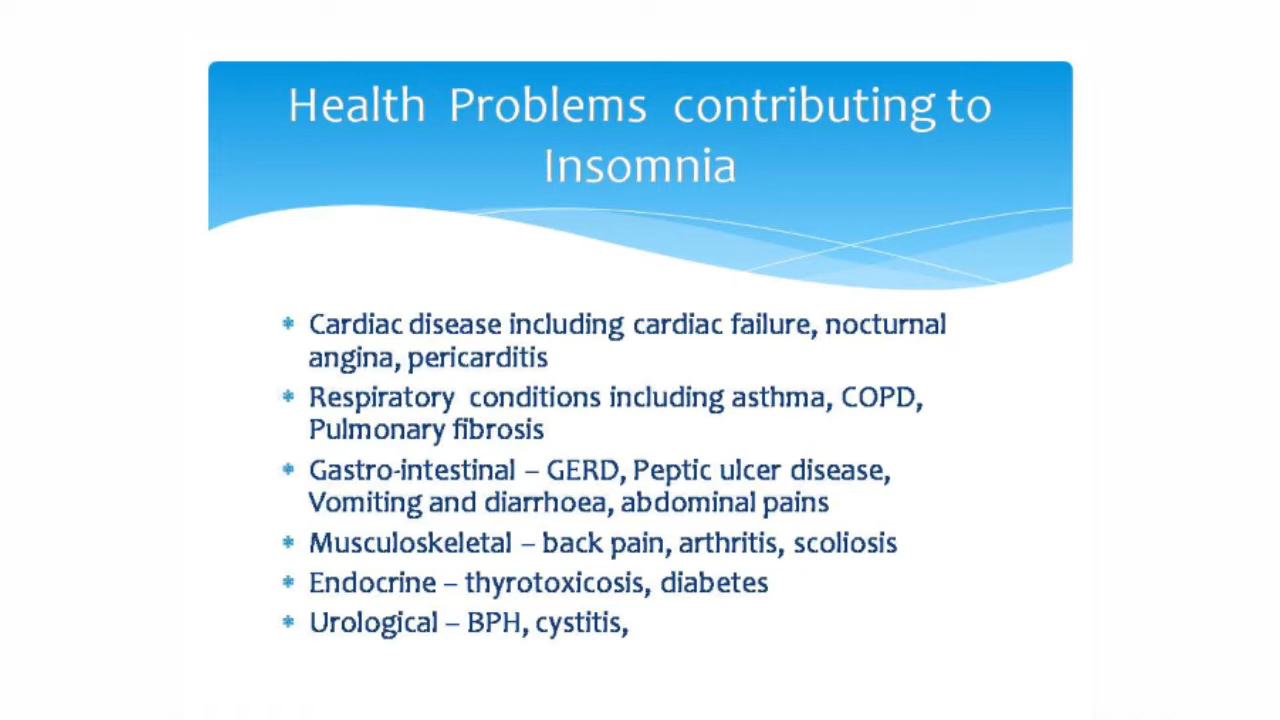 Health Problems contributing to
Insomnia
* Cardiac disease including cardiac failure, nocturnal
angina, pericarditis
* Respiratory conditions including asthma, COPD,
Pulmonary fibrosis
* Gastro-intestinal – GERD, Peptic ulcer disease,
Vomiting and diarrhoea, abdominal pains
* Musculoskeletal – back pain, arthritis, scoliosis
* Endocrine – thyrotoxicosis, diabetes
* Urological – BPH, cystitis,